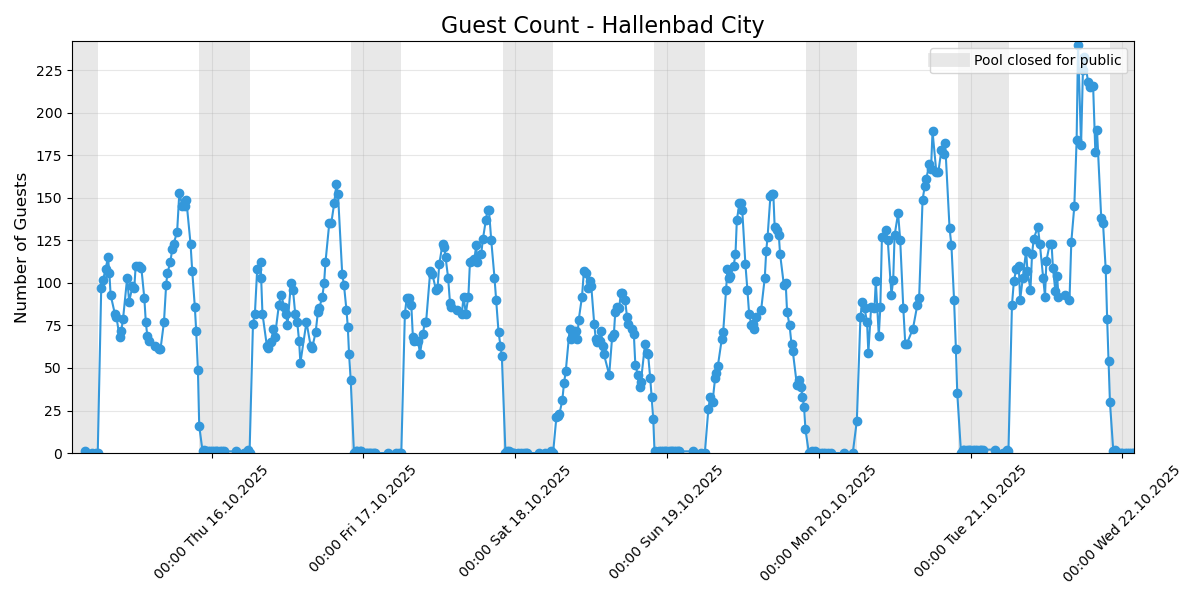 Guest Count - Hallenbad City
Pool closed for public
Number of Guests
225
200
175
150
125
100
75
50
25
0
00:00 Thu 16.10.2025
00:00 Fri 17.10.2025
00:00 Sat 18.10.2025
00:00 Sun 19.10.2025
00:00 Mon 20.10.2025
00:00 Tue 21.10.2025
00:00 Wed 22.10.2025